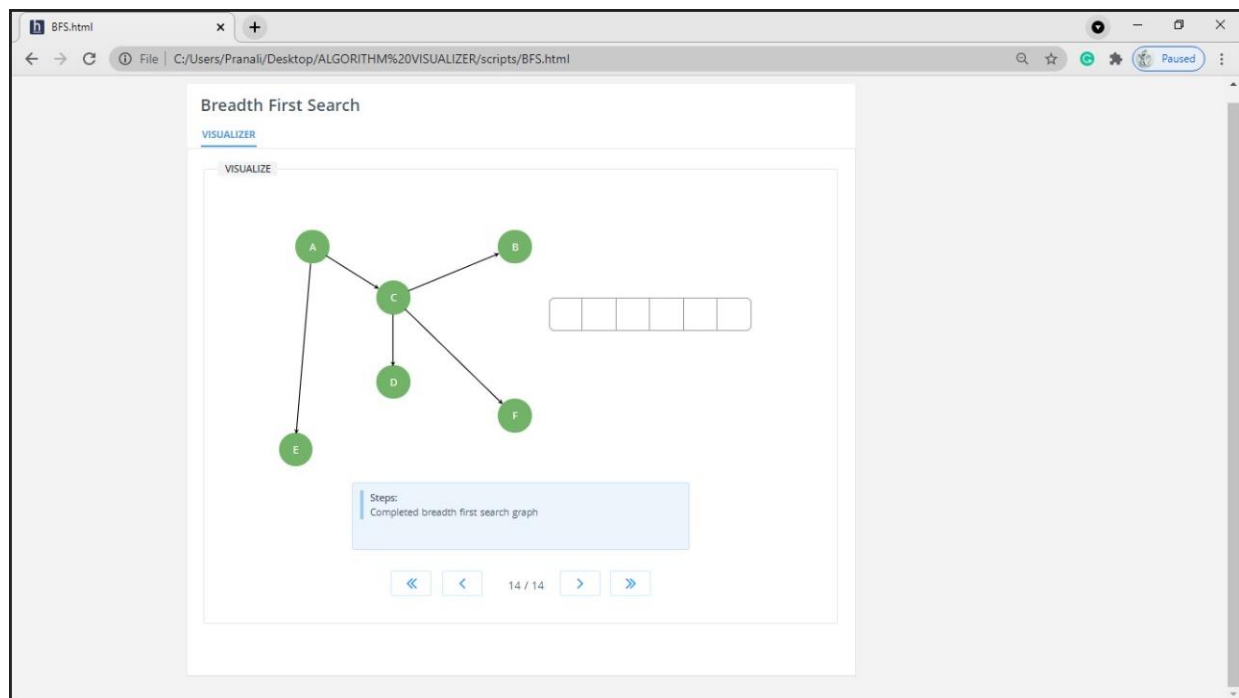 BFS.html
File C:/Users/Pranali/Desktop/ALGORITHM%20VISUALIZER/scripts/BFS.html
Paused
Breadth First Search
VISUALIZER
VISUALIZE
A
B
C
D
F
E
Steps:
Completed breadth first search graph
14 / 14